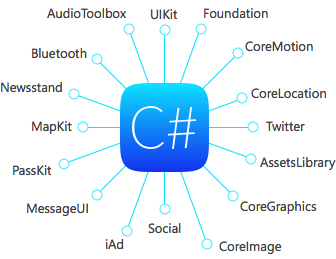 AudioToolbox
UIKit
Foundation
Bluetooth
CoreMotion
Newsstand
CoreLocation
MapKit
C#
Twitter
PassKit
AssetsLibrary
MessageUI
CoreGraphics
iAd
Social
CoreImage